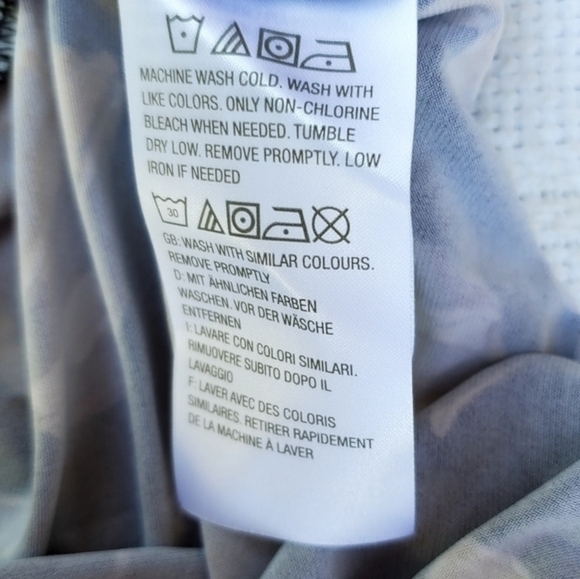 MACHINE WASH COLD. WASH WITH
LIKE COLORS. ONLY NON-CHLORINE
BLEACH WHEN NEEDED. TUMBLE
DRY LOW. REMOVE PROMPTLY. LOW
IRON IF NEEDED
30
GB: WASH WITH SIMILAR COLOURS.
REMOVE PROMPTLY
D: MIT ÄHNLICHEN FARBEN
WASCHEN. VOR DER WÄSCHE
ENTFERNEN
I: LAVARE CON COLORI SIMILARI.
RIMUOVERE SUBITO DOPO IL
LAVAGGIO
F: LAVER AVEC DES COLORIS
SIMILAIRES. RETIRER RAPIDEMENT
DE LA MACHINE À LAVER